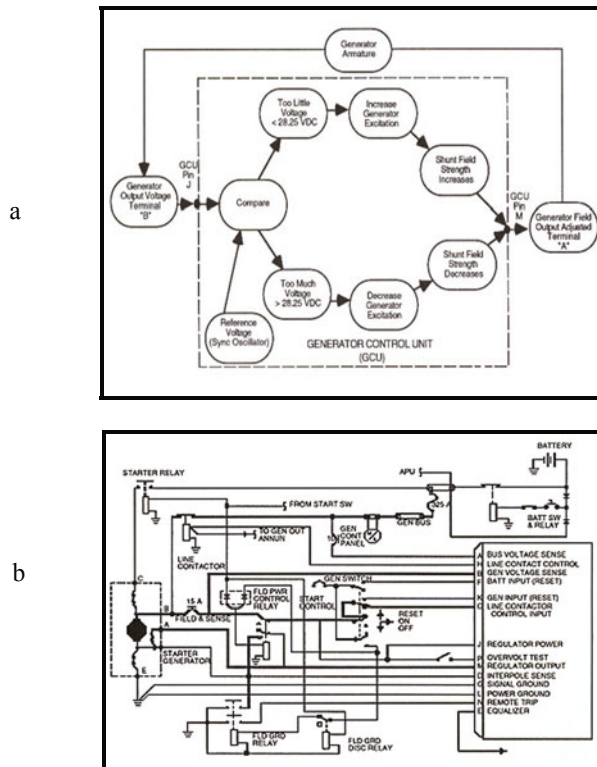 a
Generator
Armature
Too Little
Voltage
< 28.25 VDC
Increase
Generator
Excitation
GCU
Pin
J
Shunt Field
Strength
Increases
GCU
Pin
M
Generator
Output Voltage
Terminal
"B"
Compare
Generator Field
Output Adjusted
Terminal
"A"
Shunt Field
Strength
Decreases
Too Much
Voltage
> 28.25 VDC
Decrease
Generator
Excitation
Reference
Voltage
(Sync Oscillator)
GENERATOR CONTROL UNIT
(GCU)
b
BATTERY
STARTER RELAY
APU
FROM START SW
.025 A
GEN BUS
BATT SW
& RELAY
TO GEN OUT
ANNUN
GEN
CONT
PANEL
LINE
CONTACTOR
C
GEN SWITCH
FLD PWR
CONTROL
RELAY
START
CONTROL
15 A
B
FIELD & SENSE
A
RESET
ON
OFF
STARTER
GENERATOR
E
FLD GRD
RELAY
FLD GRD
DISC RELAY
A BUS VOLTAGE SENSE
H LINE CONTACT CONTROL
B GEN VOLTAGE SENSE
F BATT INPUT (RESET)
K GEN INPUT (RESET)
LINE CONTACTOR
CONTROL INPUT
J REGULATOR POWER
P OVERVOLT TEST
M REGULATOR OUTPUT
D INTERPOLE SENSE
G SIGNAL GROUND
L POWER GROUND
N REMOTE TRIP
E EQUALIZER